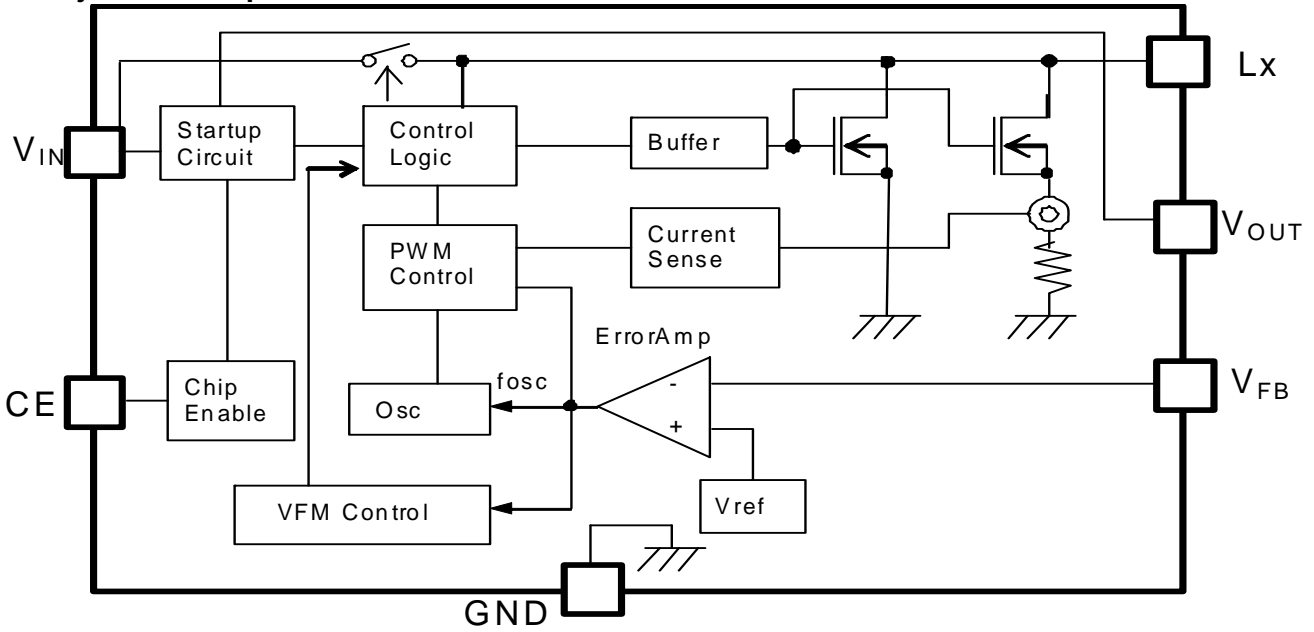 Lx
VIN
Startup
Circuit
Control
Logic
Buffer
VOUT
PWM
Control
Current
Sense
ErrorAmp
VFB
CE
Chip
Enable
Osc
fosc
-
+
VFM Control
Vref
GND